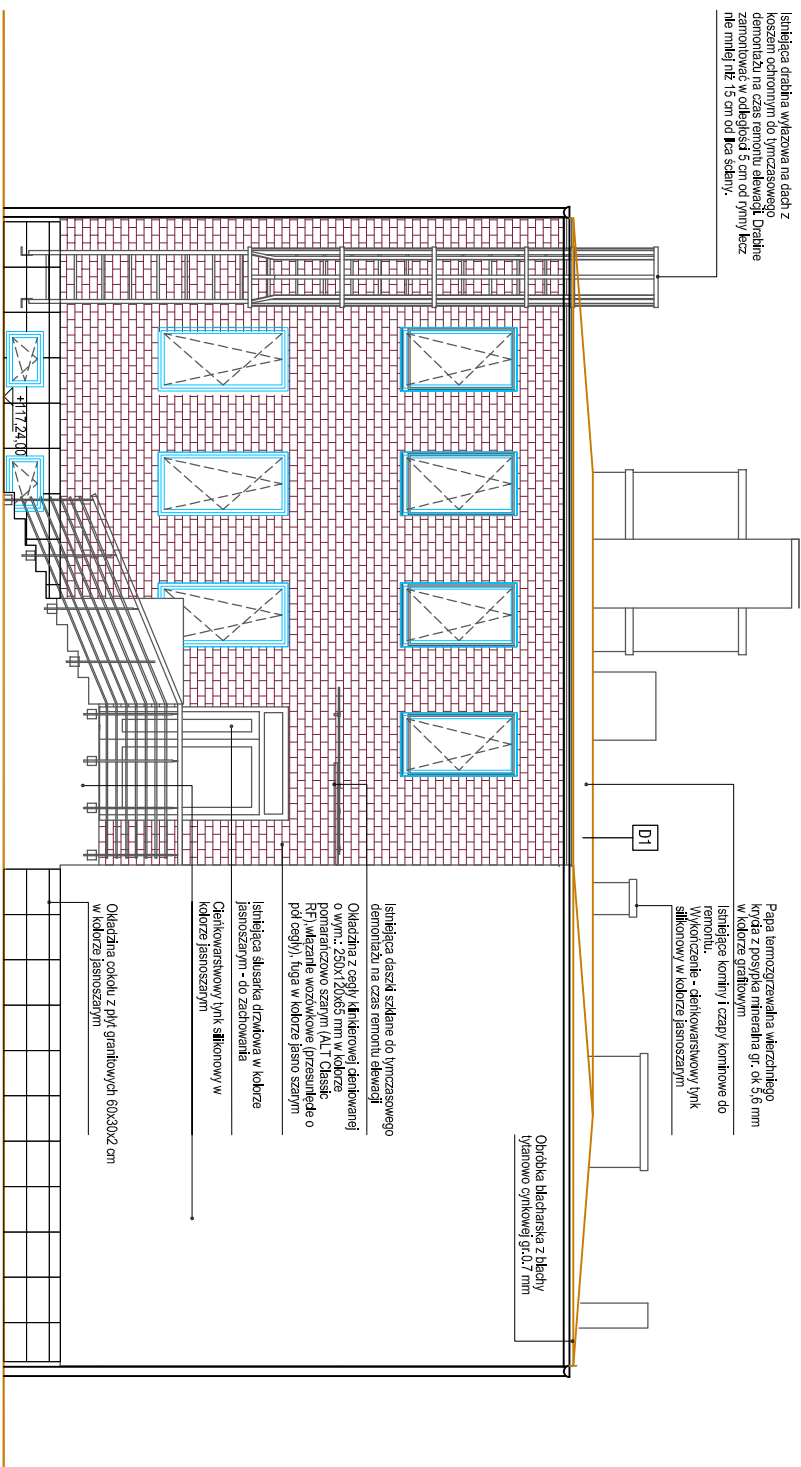 Istniejąca drabina wyłazowa na dach z
koszem ochronnym do tymczasowego
demontażu na czas remontu elewacji. Drabine
zamontować w odległości 5 cm od rynny lecz
nie mniej niż 15 cm od lica ściany.
+117,24,00
D1
Papa termozgrzewalna wierzchniego
krycia z posypka mineralna gr. ok 5,6 mm
w kolorze grafitowym
Istniejące kominy i czapy kominowe do
remontu.
Wykończenie - cienkowarstwowy tynk
silikonowy w kolorze jasnoszarym
Obróbka blacharska z blachy
tytanowo cynkowej gr.0.7 mm
Istniejąca daszki szklane do tymczasowego
demontażu na czas remontu elewacji
Okładzina z cegły klinkierowej cieniowanej
o wym.: 250x120x65 mm w kolorze
pomarańczowo szarym (ALT Classic
RF),wiązanie wozówkowe (przesunięcie o
pół cegły), fuga w kolorze jasno szarym
Istniejąca ślusarka drzwiowa w kolorze
jasnoszarym - do zachowania
Cieńkowarstwowy tynk silikonowy w
kolorze jasnoszarym
Okładzina cokołu z płyt granitowych 60x30x2 cm
w kolorze jasnoszarym